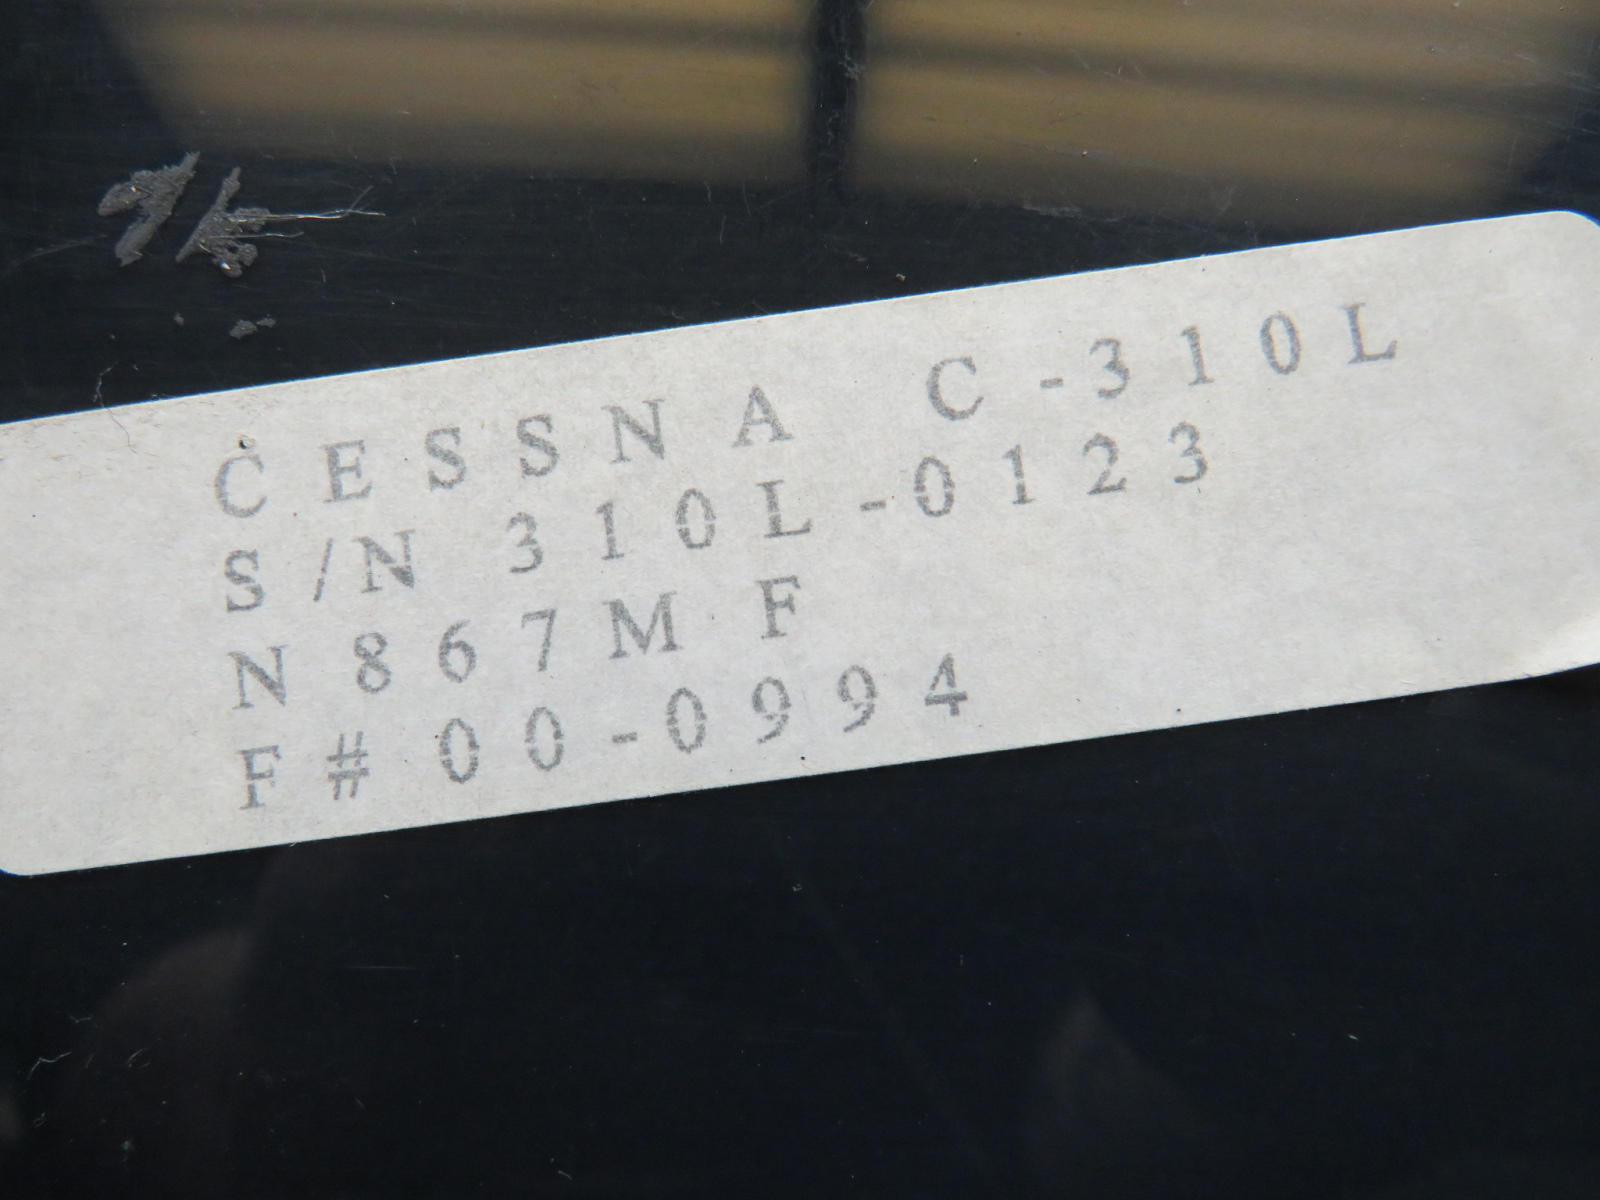 CESSNA C-310L
S/N 310L-0123
N867MF
F# 00-0994